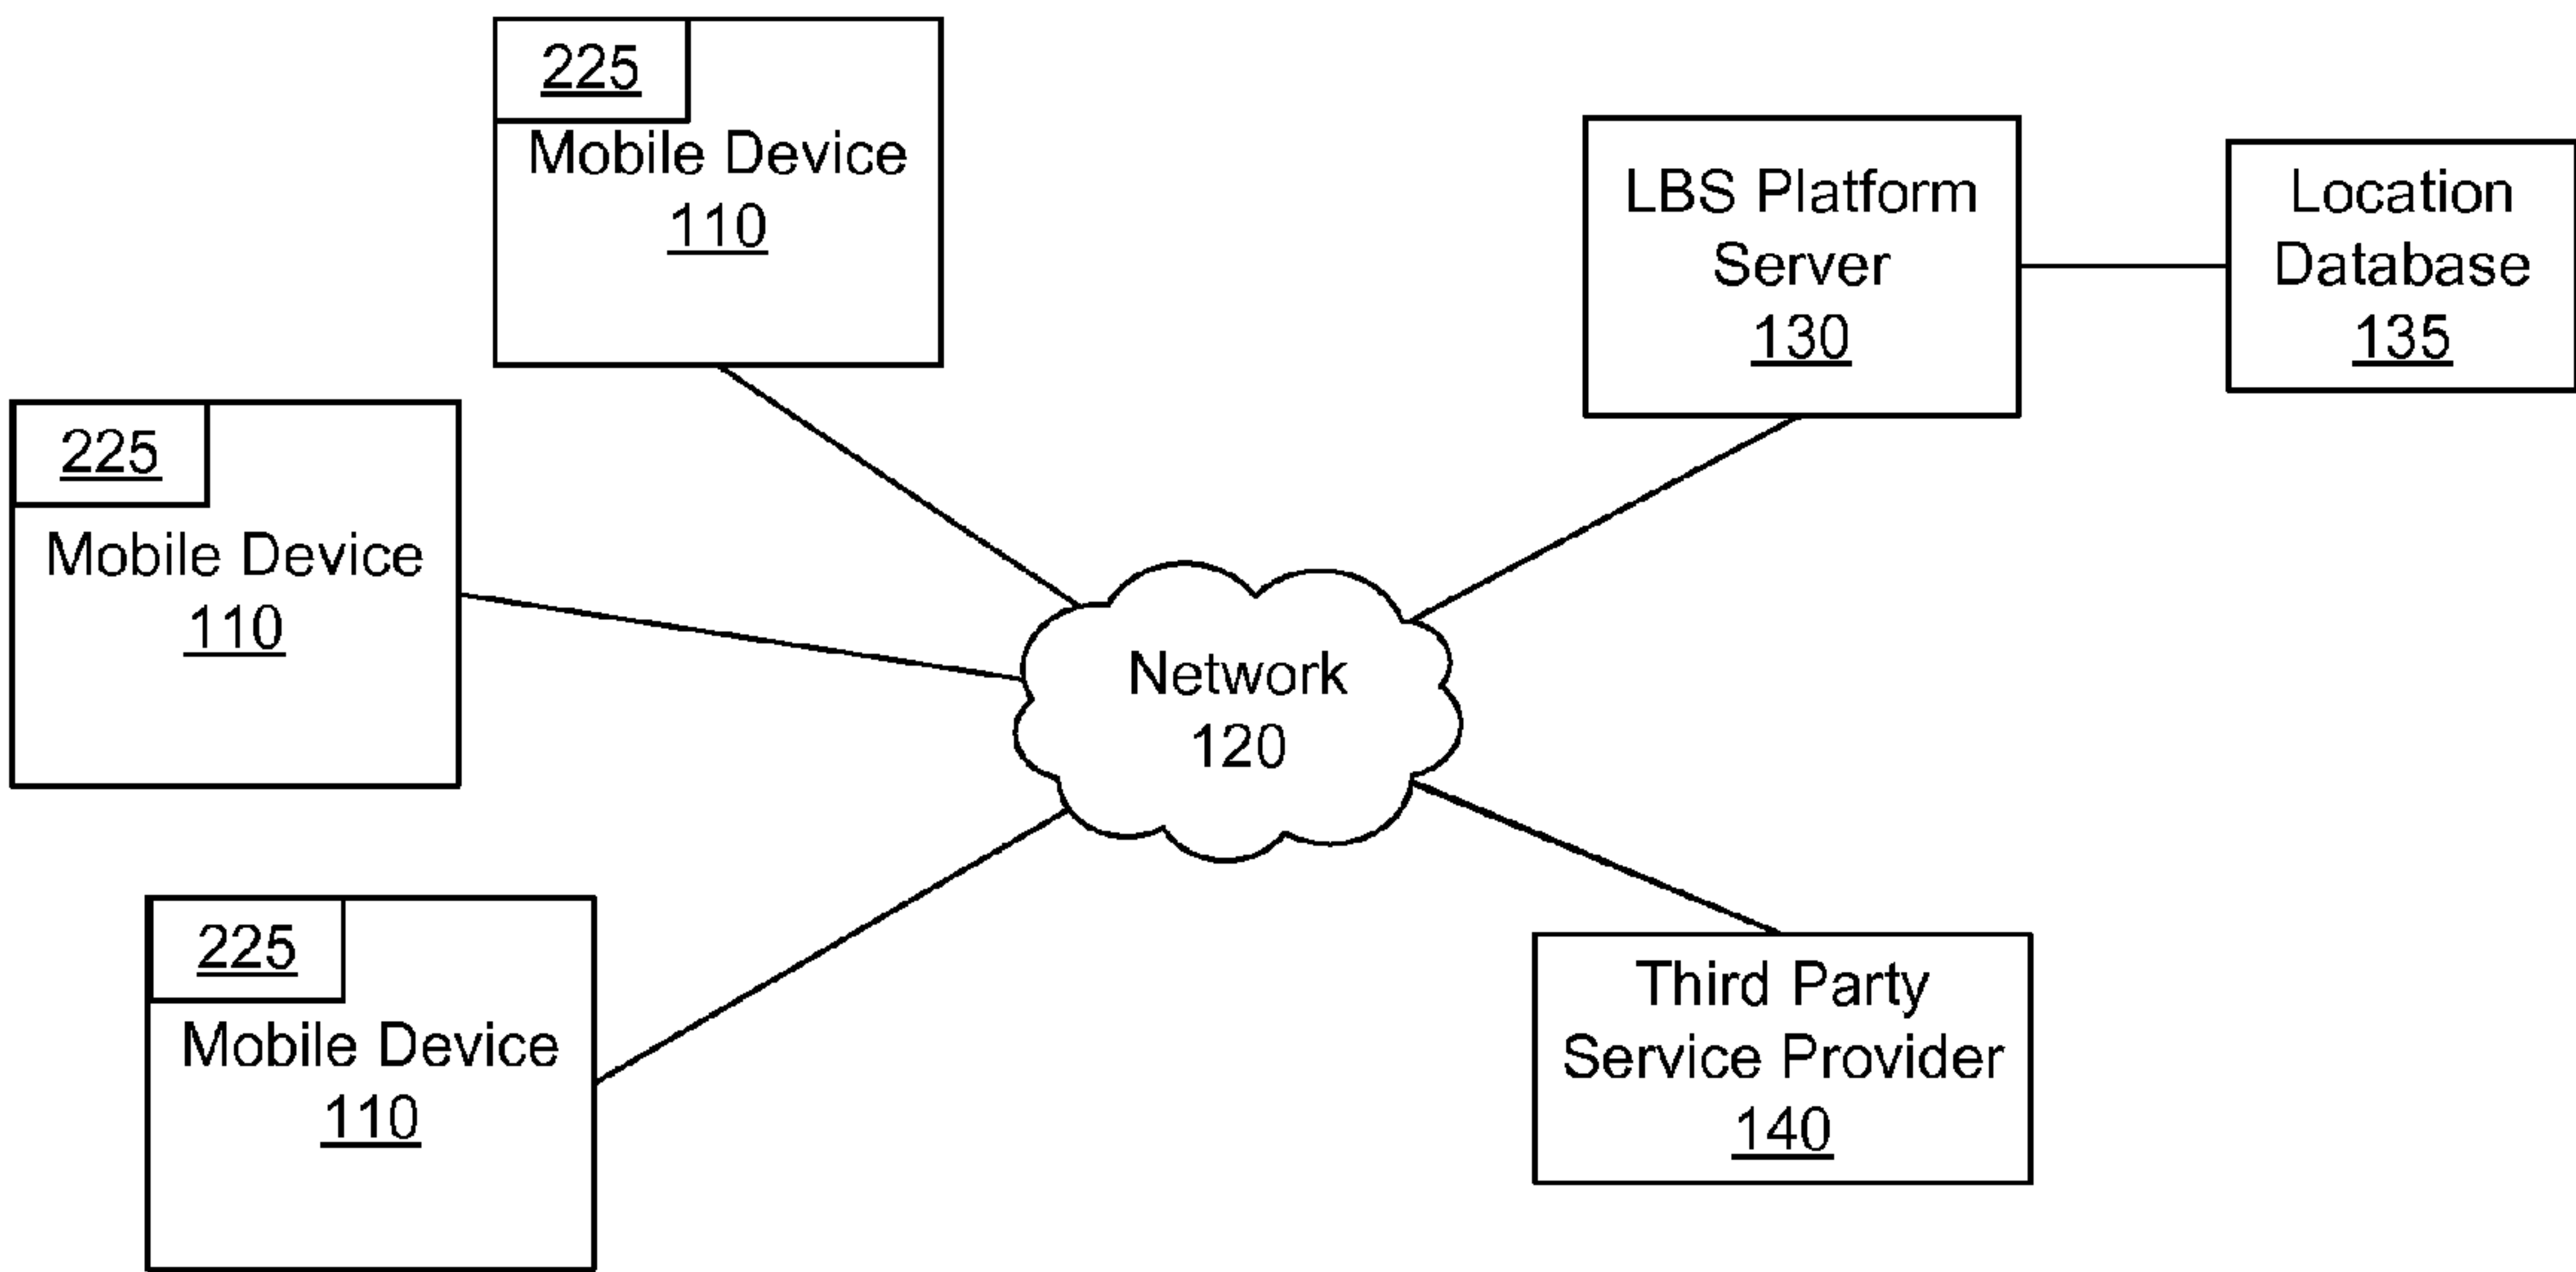 225
Mobile Device
110
LBS Platform
Server
130
Location
Database
135
225
Mobile Device
110
Network
120
225
Mobile Device
110
Third Party
Service Provider
140